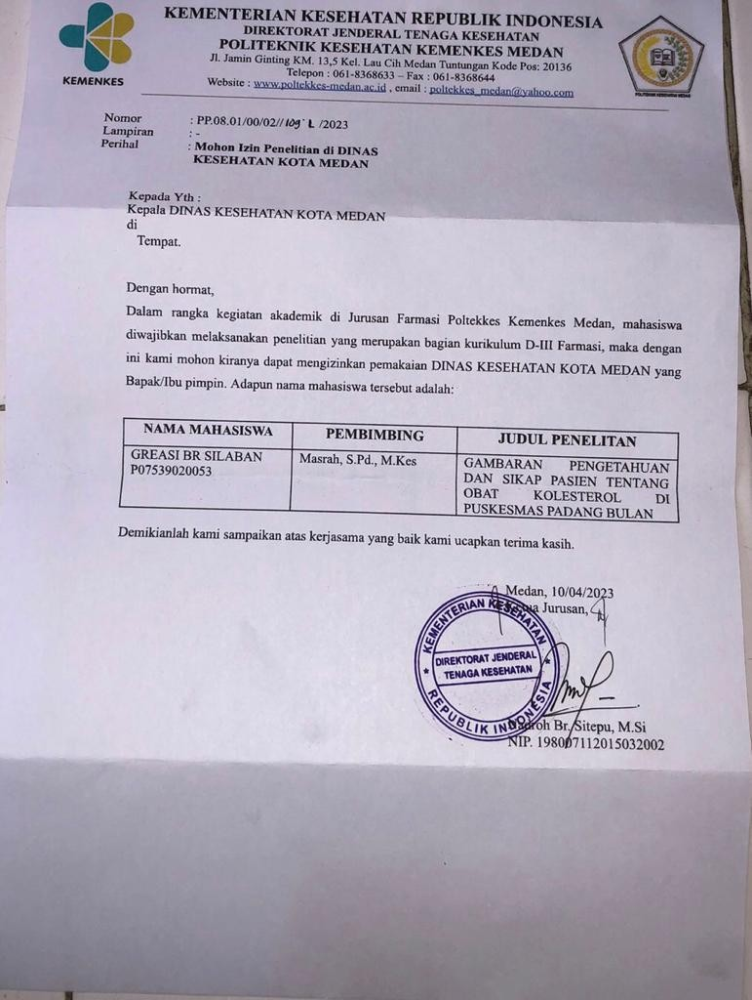 KEMENKES
KEMENTERIAN KESEHATAN REPUBLIK INDONESIA
DIREKTORAT JENDERAL TENAGA KESEHATAN
POLITEKNIK KESEHATAN KEMENKES MEDAN
Jl. Jamin Ginting KM. 13,5 Kel. Lau Cih Medan Tuntungan Kode Pos: 20136
Telepon : 061-8368633 – Fax : 061-8368644
Website : www.poltekkes-medan.ac.id , email : poltekkes_medan@yahoo.com
POLITEKNIK KESEHATAN MEDAN
Nomor : PP.08.01/00/02// /2023
Lampiran : -
Perihal : Mohon Izin Penelitian di DINAS
KESEHATAN KOTA MEDAN
Kepada Yth :
Kepala DINAS KESEHATAN KOTA MEDAN
di
Tempat.
Dengan hormat,
Dalam rangka kegiatan akademik di Jurusan Farmasi Poltekkes Kemenkes Medan, mahasiswa
diwajibkan melaksanakan penelitian yang merupakan bagian kurikulum D-III Farmasi, maka dengan
ini kami mohon kiranya dapat mengizinkan pemakaian DINAS KESEHATAN KOTA MEDAN yang
Bapak/Ibu pimpin. Adapun nama mahasiswa tersebut adalah:
NAMA MAHASISWA PEMBIMBING JUDUL PENELITAN
GREASI BR SILABAN Masrah, S.Pd., M.Kes GAMBARAN PENGETAHUAN
P07539020053 DAN SIKAP PASIEN TENTANG
OBAT KOLESTEROL DI
PUSKESMAS PADANG BULAN
Demikianlah kami sampaikan atas kerjasama yang baik kami ucapkan terima kasih.
Medan, 10/04/2023
Jurusan,
KEMENTERIAN KESEHATAN
DIREKTORAT JENDERAL
TENAGA KESEHATAN
REPUBLIK INDONESIA
Br. Sitepu, M.Si
NIP. 198007112015032002